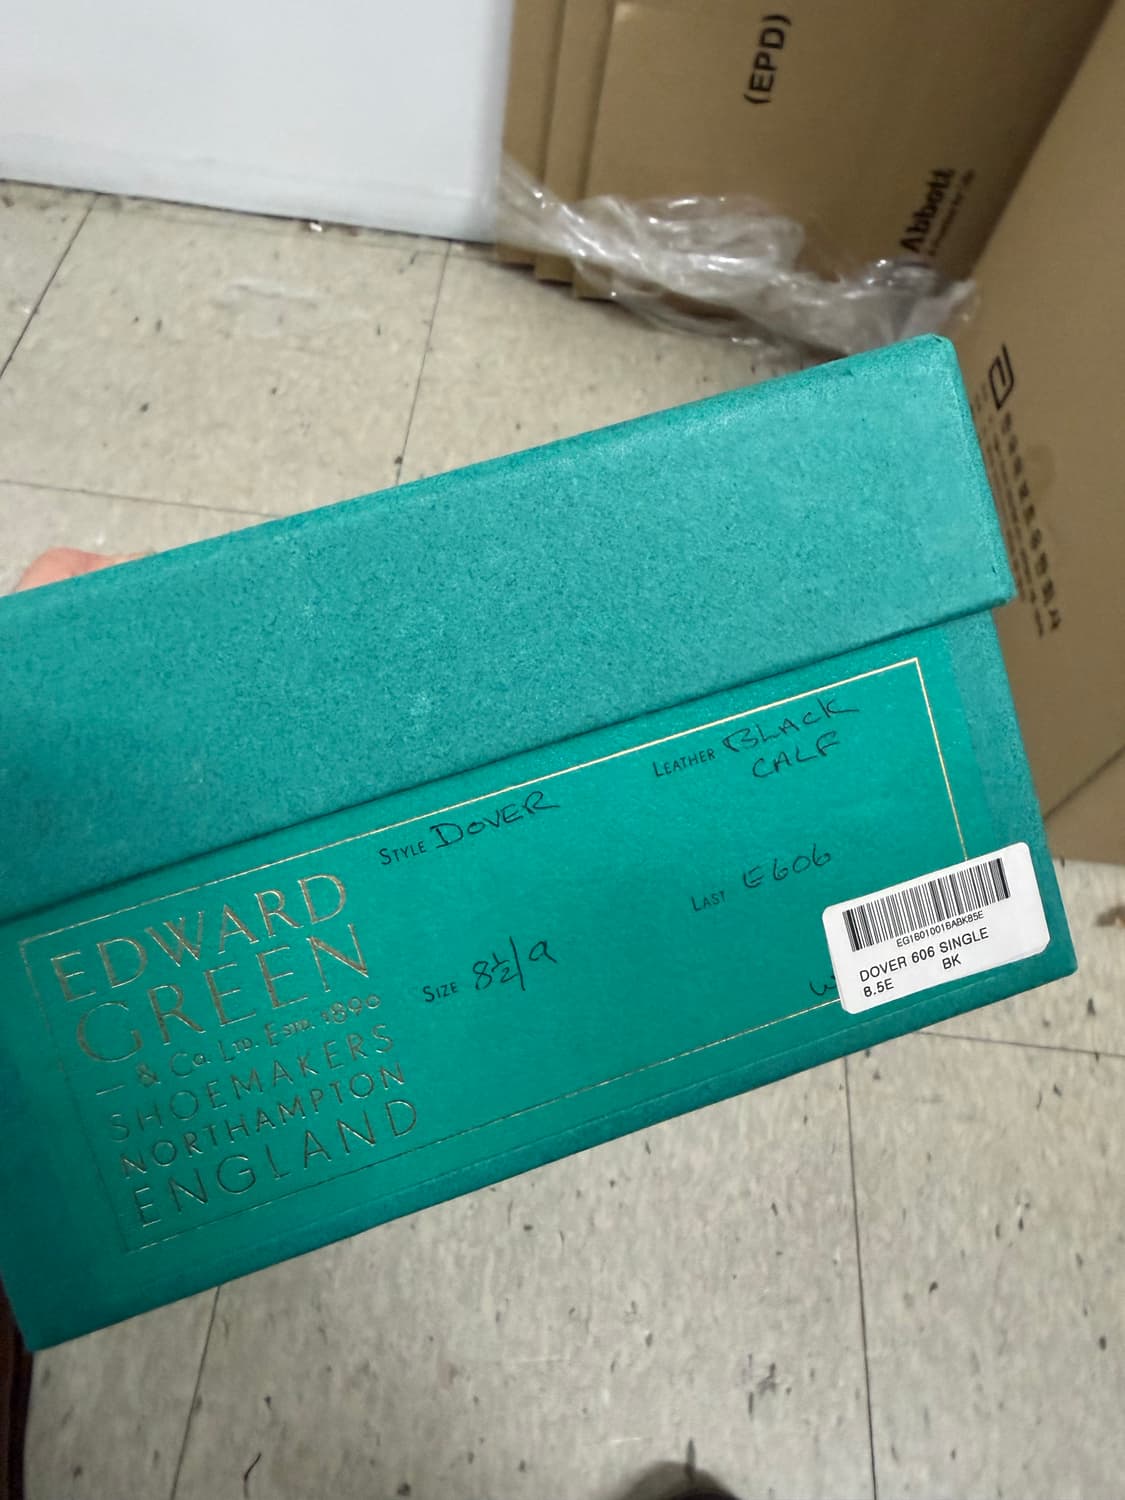 (EPD)
Abbott
EDWARD
GREEN
& Co. Ltd. Estd. 1890
SHOEMAKERS
NORTHAMPTON
ENGLAND
STYLE DOVER
LEATHER BLACK
CALF
SIZE 8½/9
LAST E606
W
EG1601001BABK85E
DOVER 606 SINGLE
8.5E BK